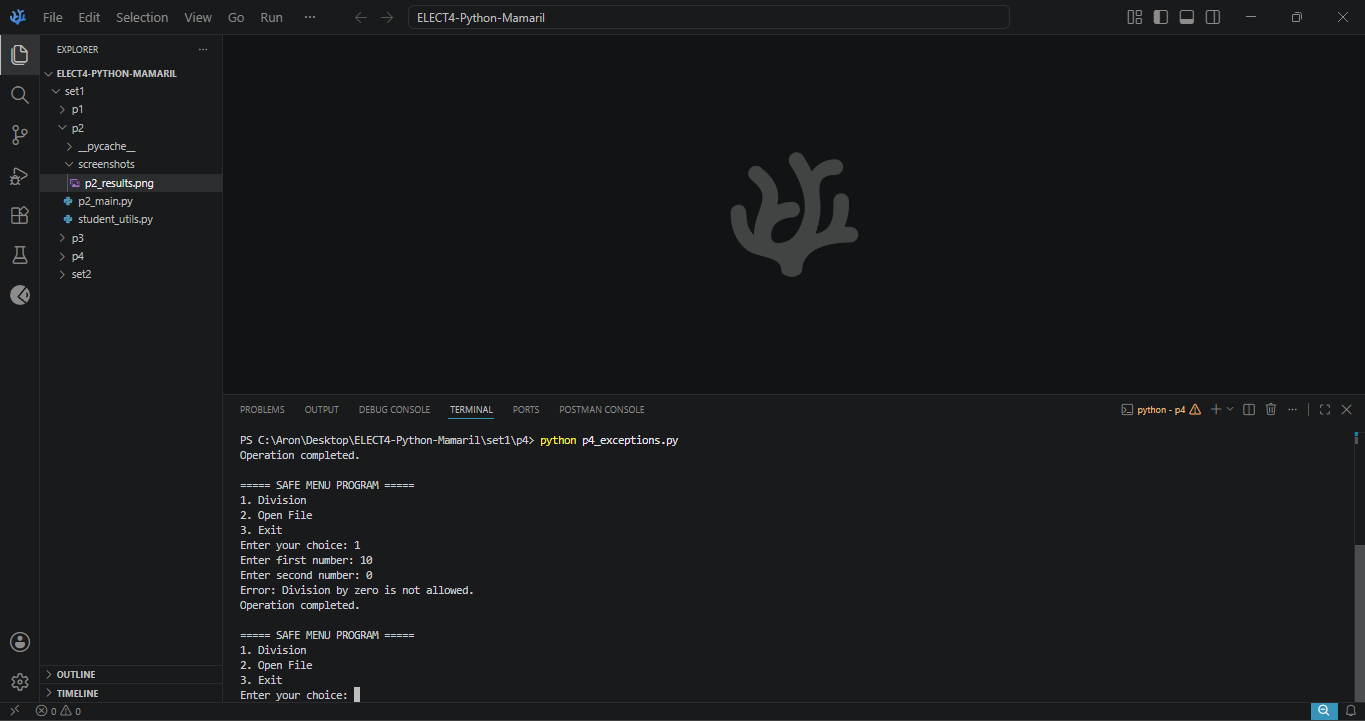 File Edit Selection View Go Run ···
ELECT4-Python-Mamaril
EXPLORER
ELECT4-PYTHON-MAMARIL
set1
p1
p2
__pycache__
screenshots
p2_results.png
p2_main.py
student_utils.py
p3
p4
set2
OUTLINE
TIMELINE
PROBLEMS OUTPUT DEBUG CONSOLE TERMINAL PORTS POSTMAN CONSOLE
python - p4
PS C:\Aron\Desktop\ELECT4-Python-Mamaril\set1\p4> python p4_exceptions.py
Operation completed.
===== SAFE MENU PROGRAM =====
1. Division
2. Open File
3. Exit
Enter your choice: 1
Enter first number: 10
Enter second number: 0
Error: Division by zero is not allowed.
Operation completed.
===== SAFE MENU PROGRAM =====
1. Division
2. Open File
3. Exit
Enter your choice:
0 0